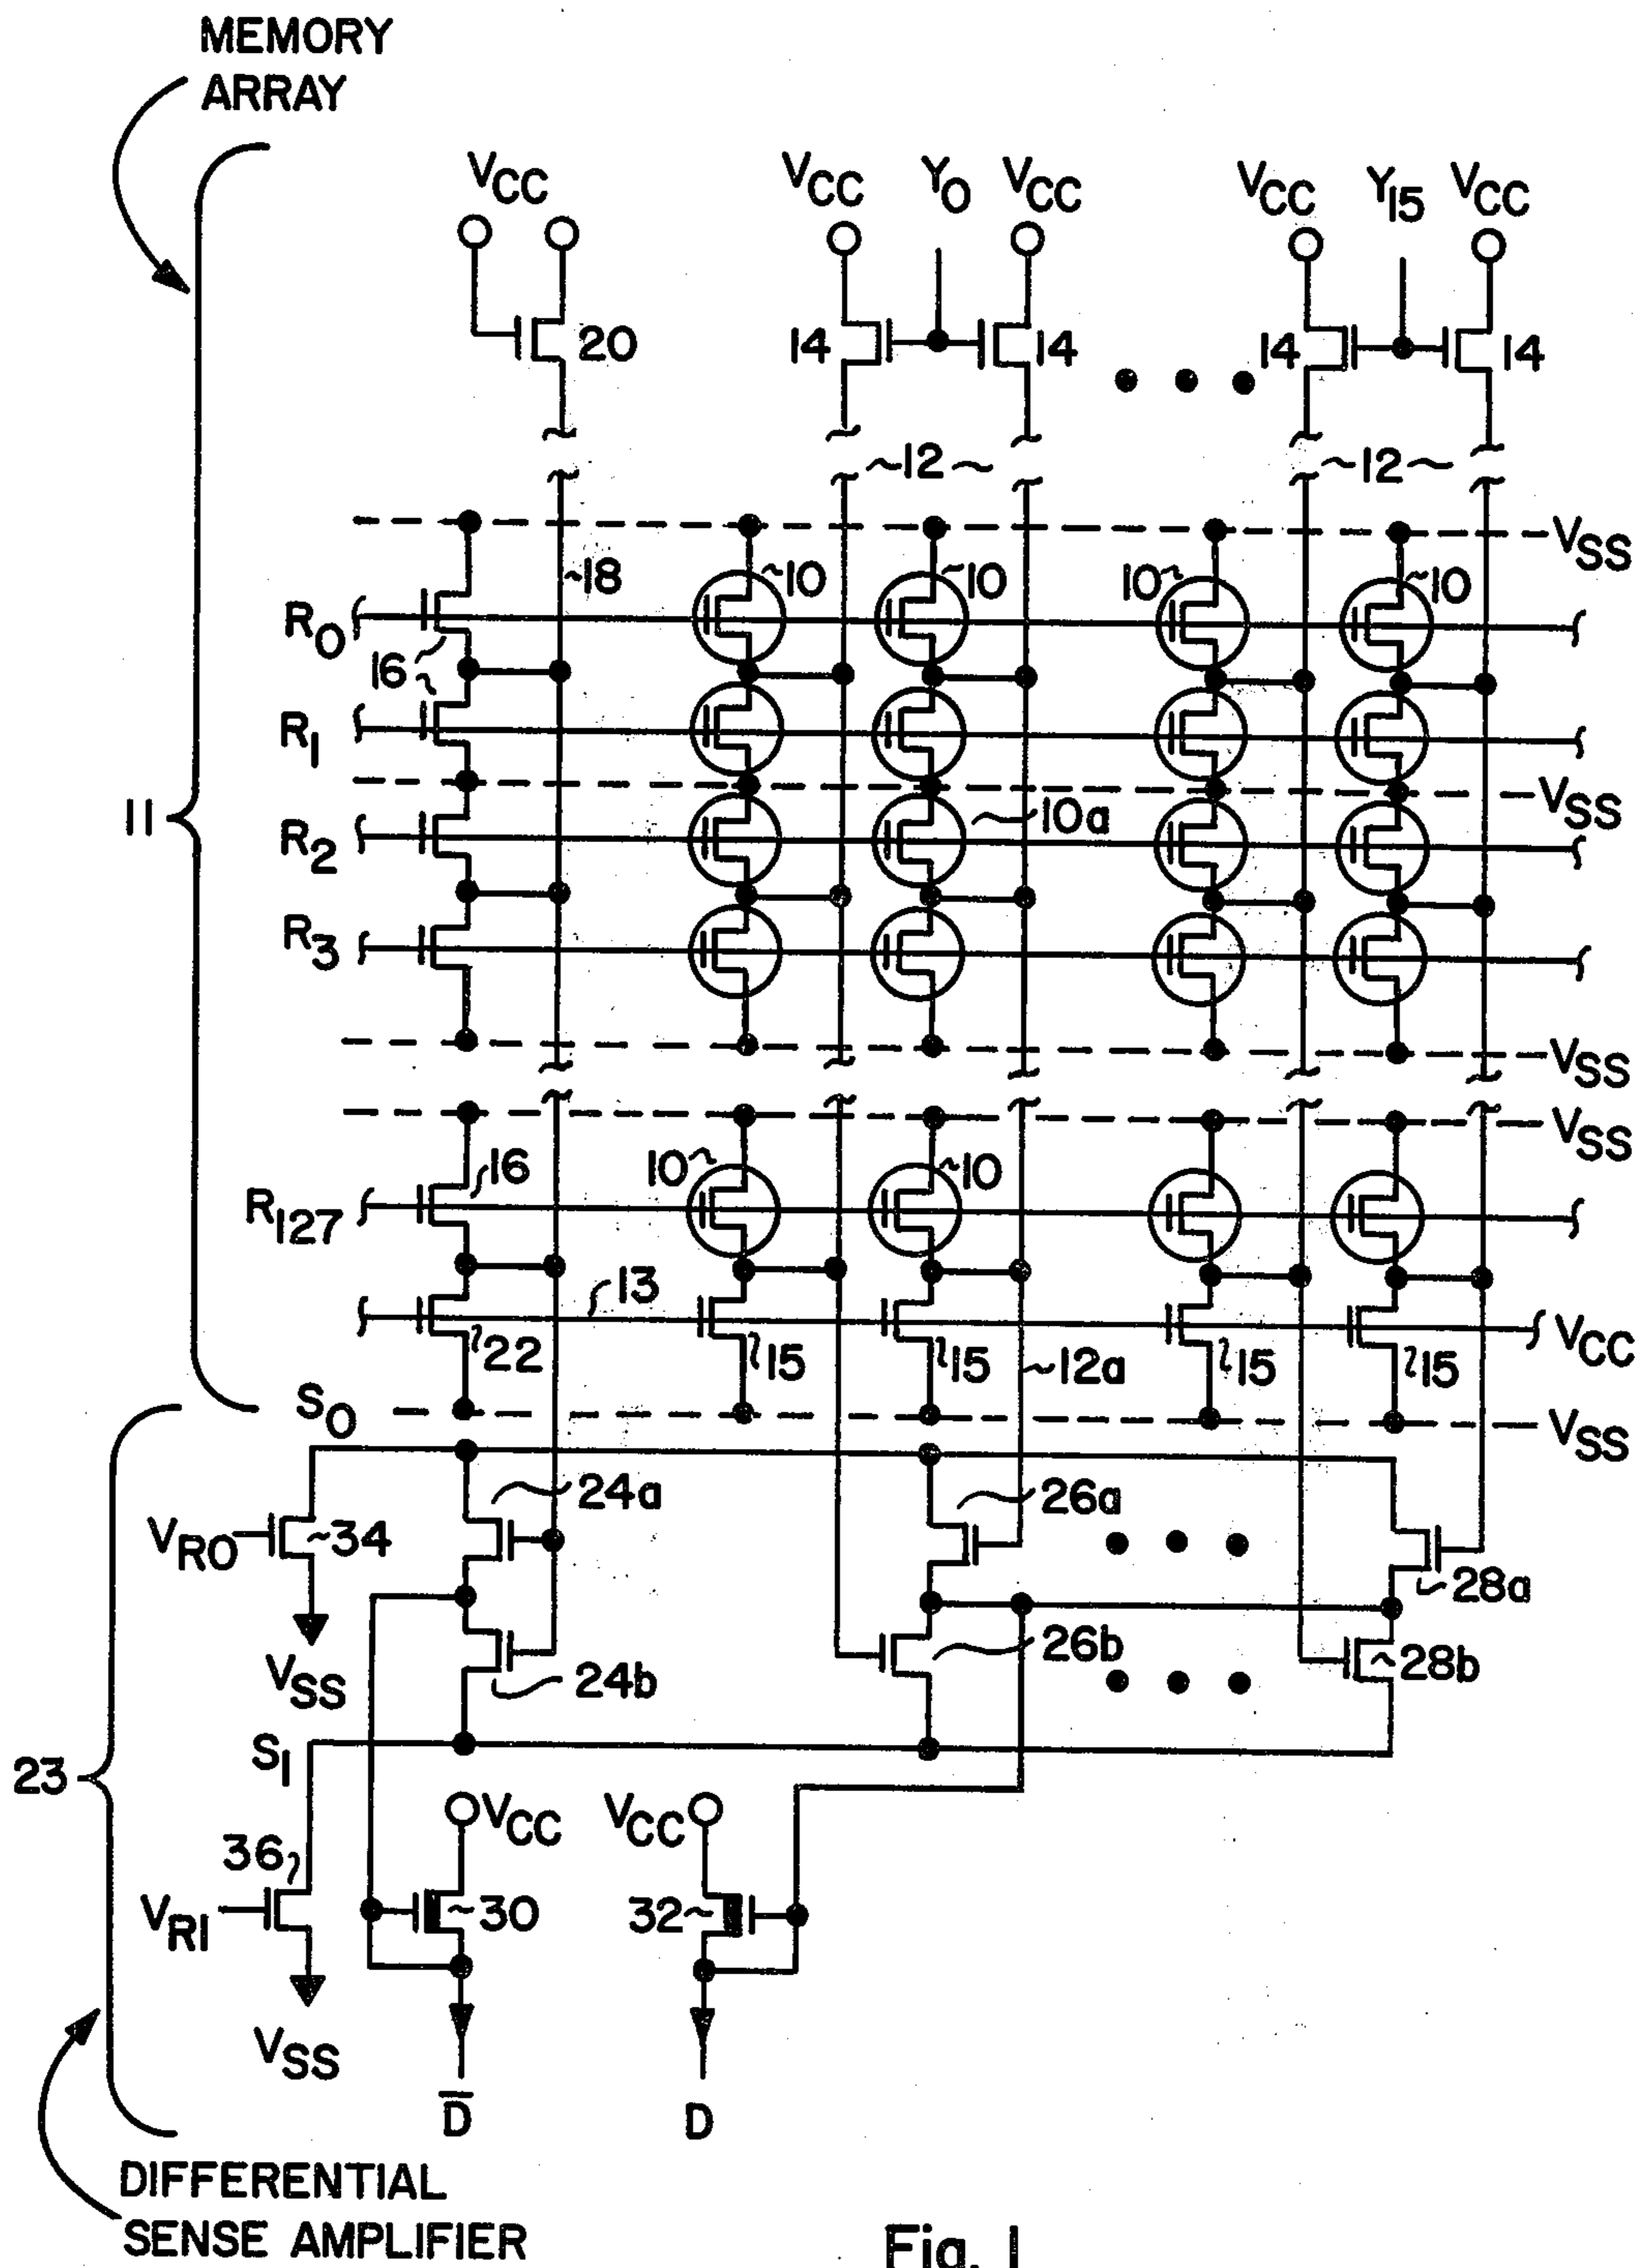 MEMORY
ARRAY
VCC VCC Y0 VCC VCC Y15 VCC
20 14 14 14 14
~12~ ~12~
VSS
18 10 10 10 10
R0
16
R1
VSS
11
10a
R2
R3
VSS
VSS
16 10 10
R127
13
22 15 15 12a 15 15 VCC
S0
VSS
24a 26a
VR0 34
28a
26b 28b
VSS 24b
S1
23
VCC VCC
36
30 32
VR1
VSS
D̅ D
DIFFERENTIAL
SENSE AMPLIFIER
Fig. 1